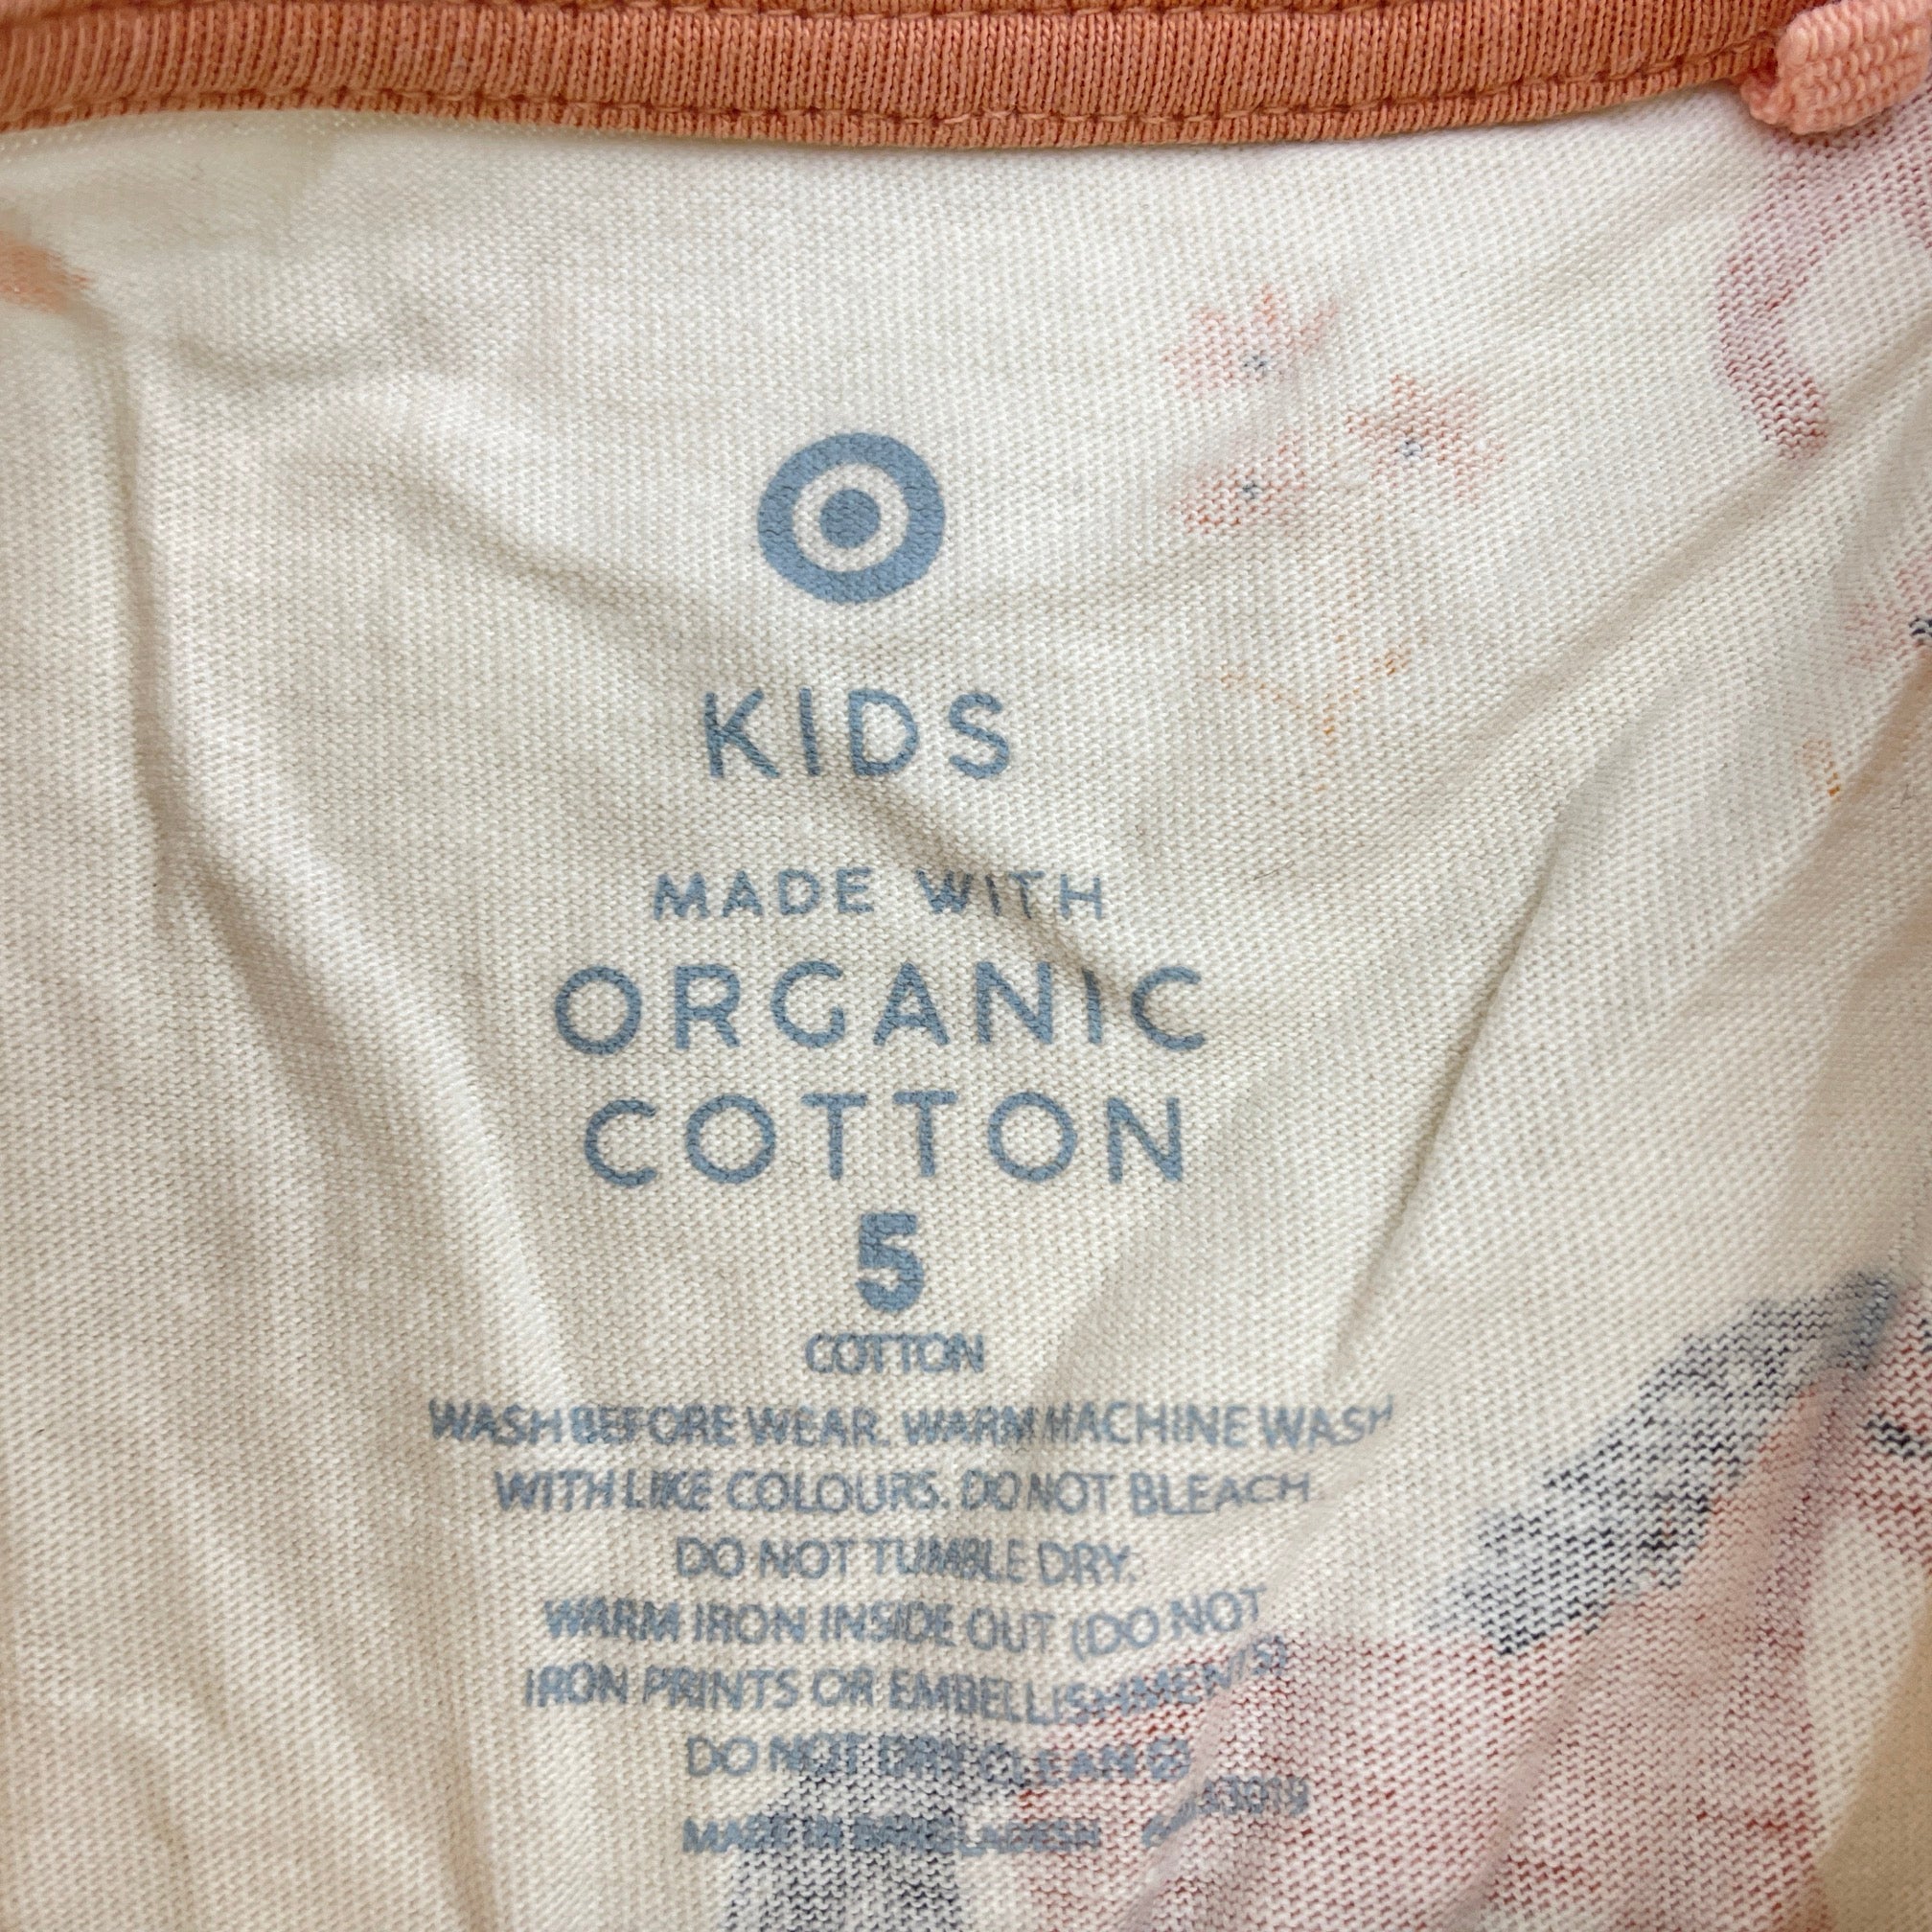 KIDS
MADE WITH
ORGANIC
COTTON
5
COTTON
WASH BEFORE WEAR. WARM MACHINE WASH
WITH LIKE COLOURS. DO NOT BLEACH
DO NOT TUMBLE DRY.
WARM IRON INSIDE OUT (DO NOT
IRON PRINTS OR EMBELLISHMENTS)
DO NOT DRY CLEAN
MADE IN BANGLADESH